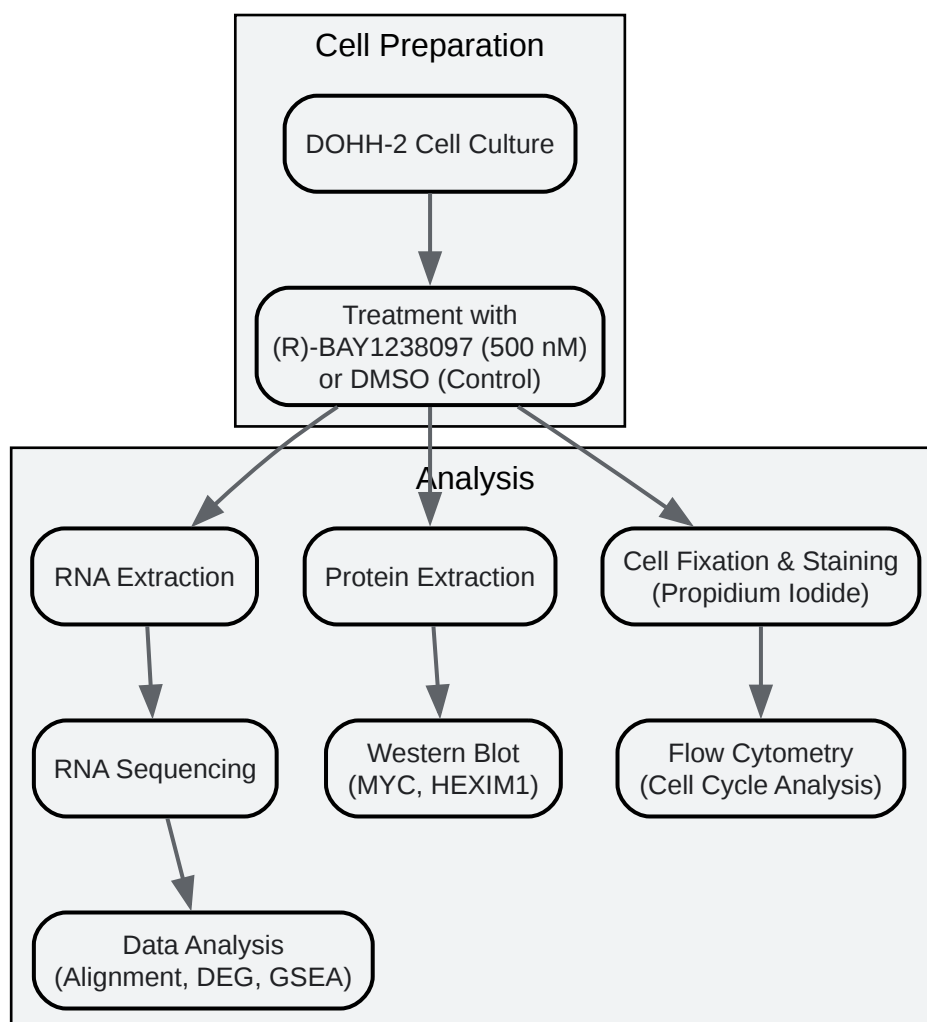 Cell Preparation
DOHH-2 Cell Culture
Treatment with
(R)-BAY1238097 (500 nM)
or DMSO (Control)
Analysis
RNA Extraction
Protein Extraction
Cell Fixation & Staining
(Propidium Iodide)
RNA Sequencing
Western Blot
(MYC, HEXIM1)
Flow Cytometry
(Cell Cycle Analysis)
Data Analysis
(Alignment, DEG, GSEA)